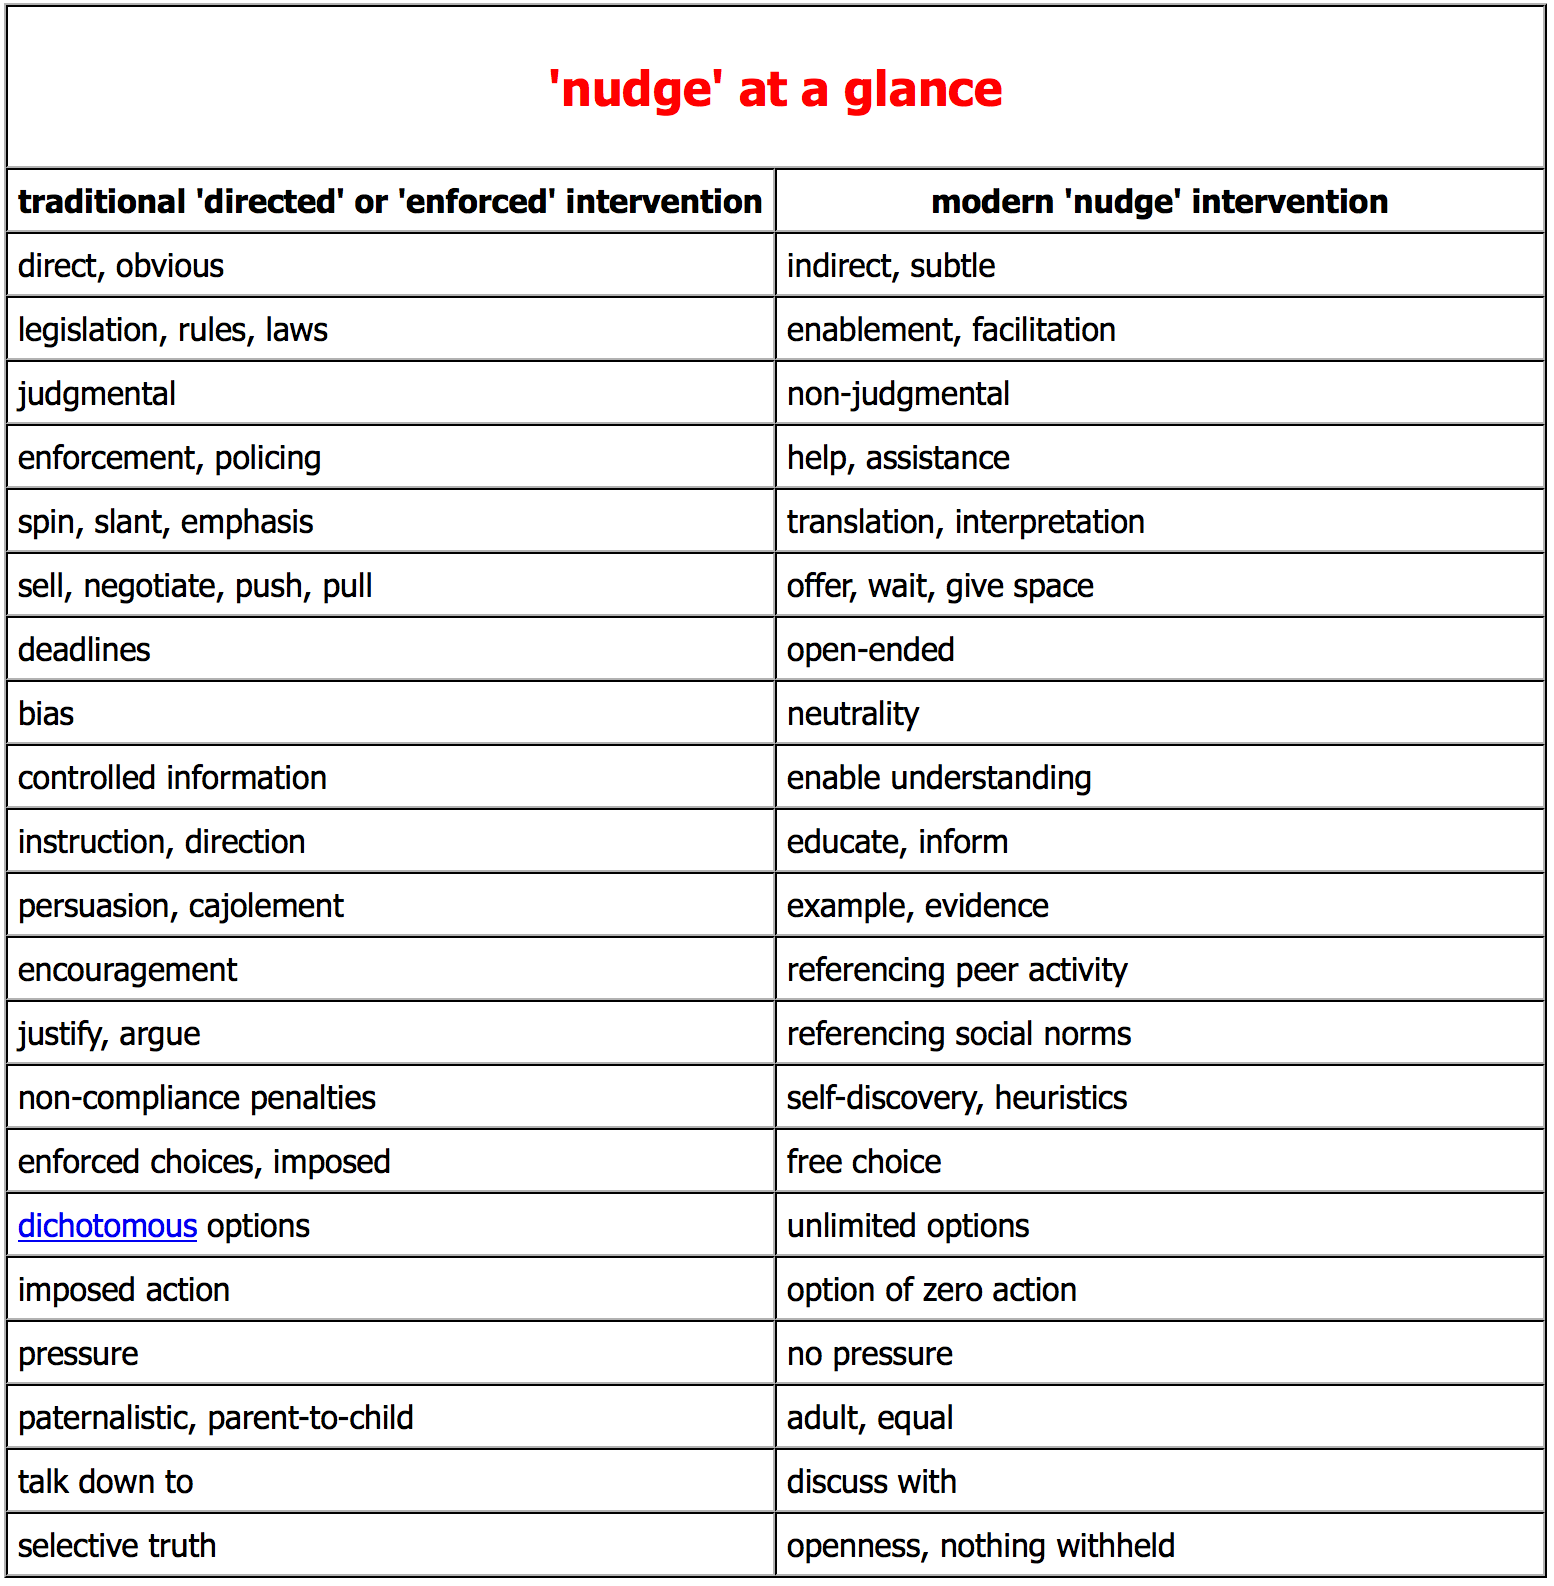 'nudge' at a glance
traditional 'directed' or 'enforced' intervention modern 'nudge' intervention
direct, obvious indirect, subtle
legislation, rules, laws enablement, facilitation
judgmental non-judgmental
enforcement, policing help, assistance
spin, slant, emphasis translation, interpretation
sell, negotiate, push, pull offer, wait, give space
deadlines open-ended
bias neutrality
controlled information enable understanding
instruction, direction educate, inform
persuasion, cajolement example, evidence
encouragement referencing peer activity
justify, argue referencing social norms
non-compliance penalties self-discovery, heuristics
enforced choices, imposed free choice
dichotomous options unlimited options
imposed action option of zero action
pressure no pressure
paternalistic, parent-to-child adult, equal
talk down to discuss with
selective truth openness, nothing withheld